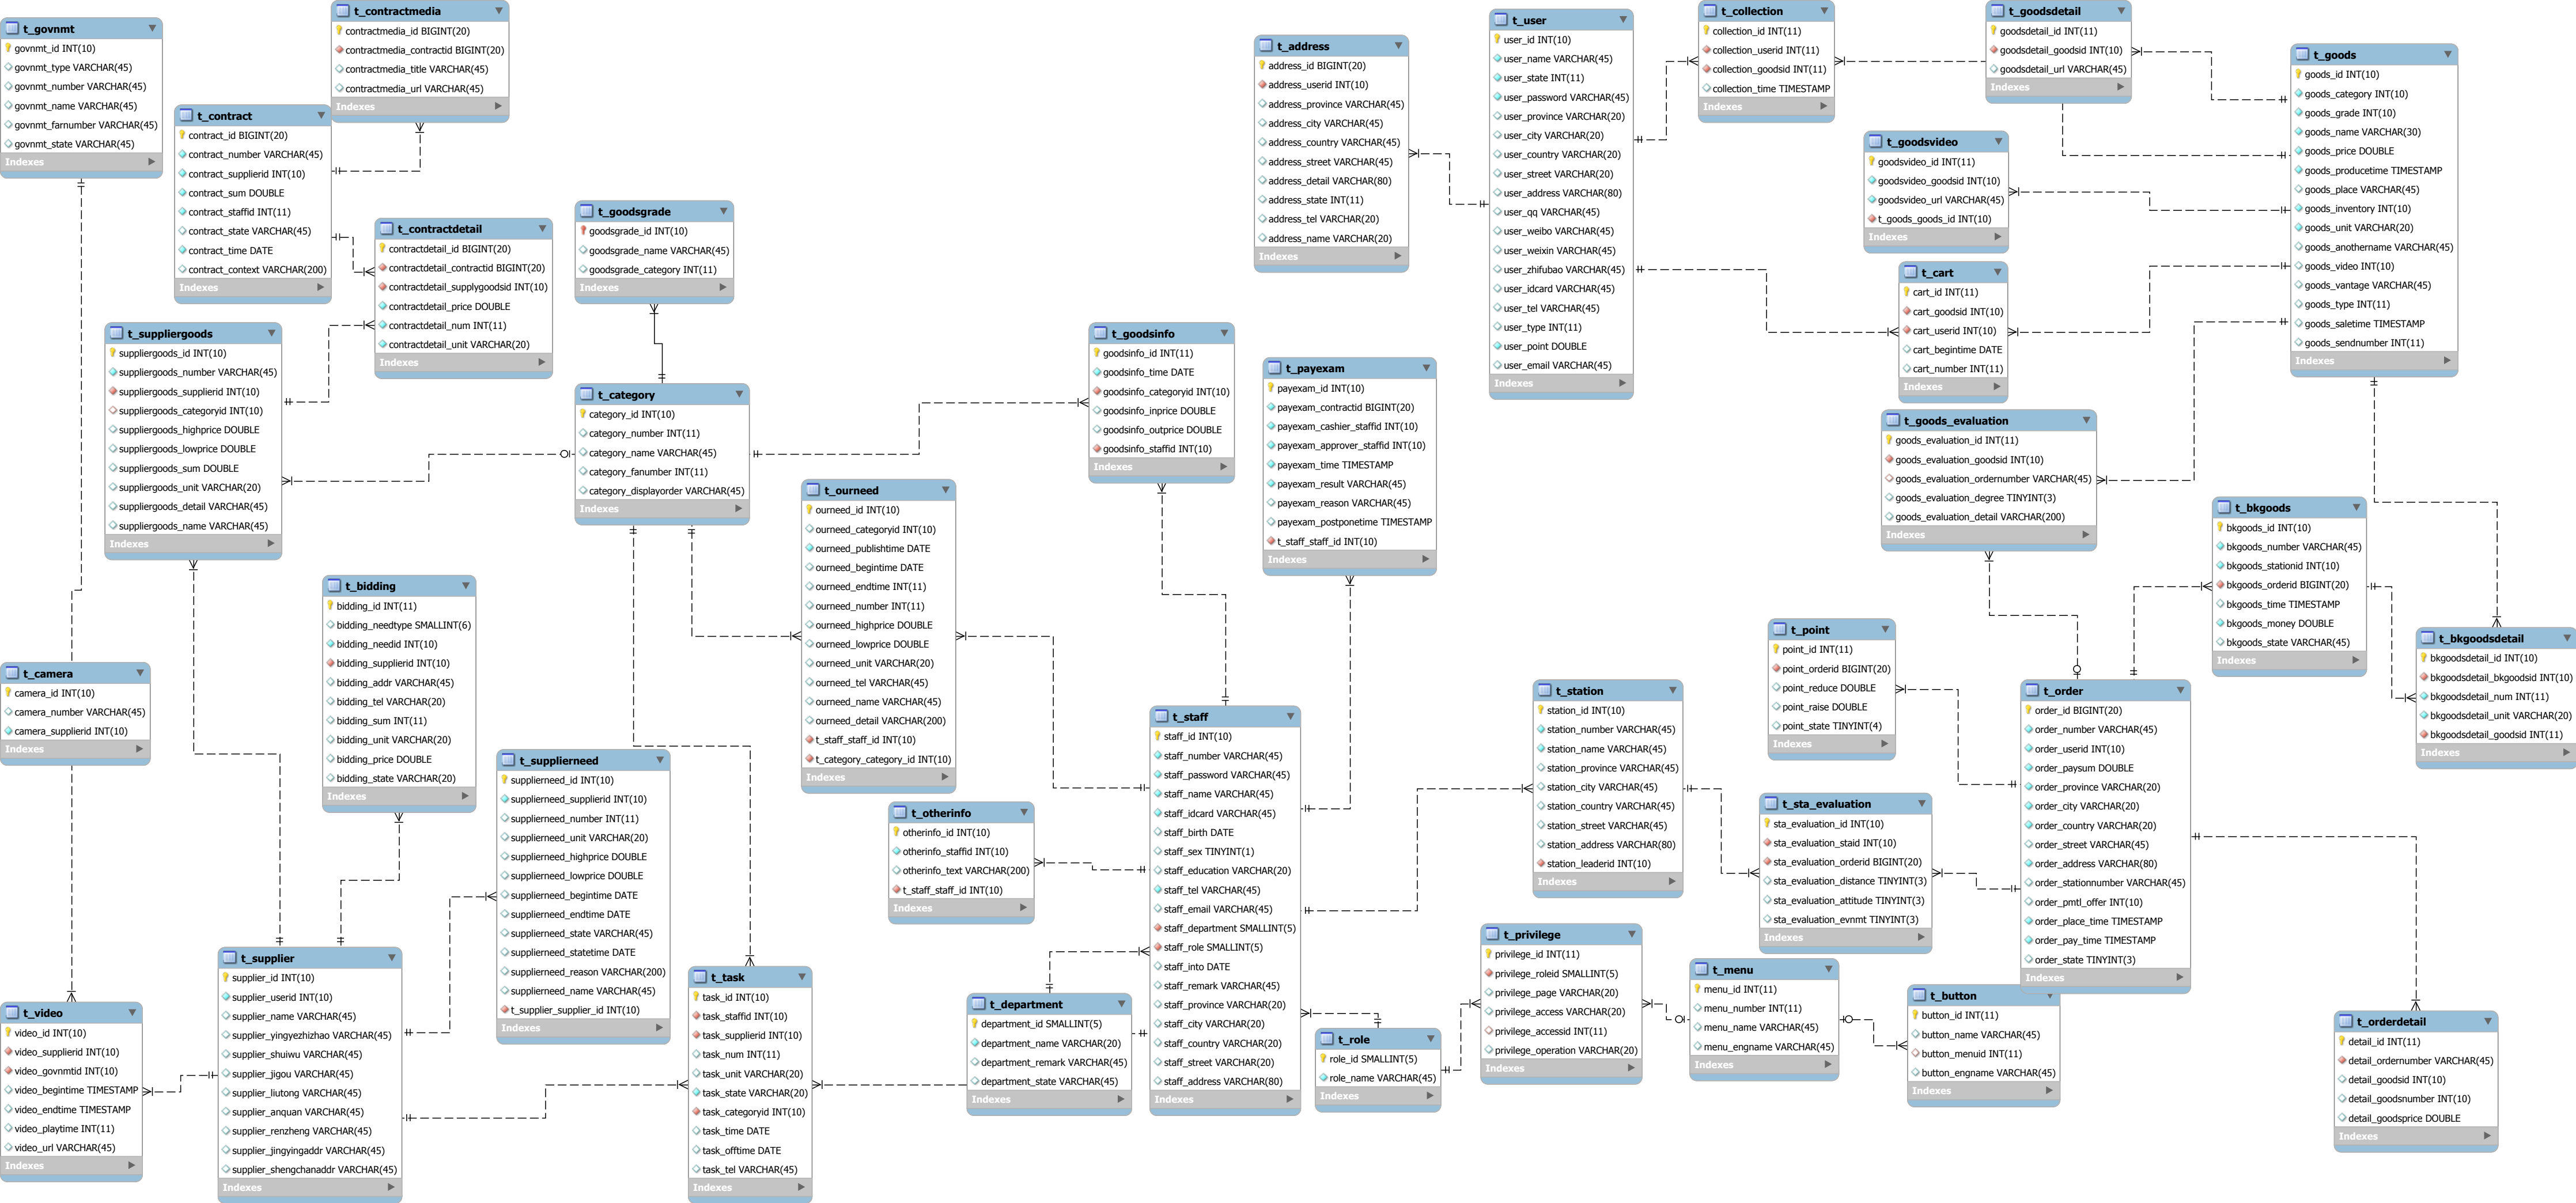 t_govnmt
govnmt_id INT(10)
govnmt_type VARCHAR(45)
govnmt_number VARCHAR(45)
govnmt_name VARCHAR(45)
govnmt_farnumber VARCHAR(45)
govnmt_state VARCHAR(45)
Indexes
t_contractmedia
contractmedia_id BIGINT(20)
contractmedia_contractid BIGINT(20)
contractmedia_title VARCHAR(45)
contractmedia_url VARCHAR(45)
Indexes
t_contract
contract_id BIGINT(20)
contract_number VARCHAR(45)
contract_supplierid INT(10)
contract_sum DOUBLE
contract_staffid INT(11)
contract_state VARCHAR(45)
contract_time DATE
contract_context VARCHAR(200)
Indexes
t_contractdetail
contractdetail_id BIGINT(20)
contractdetail_contractid BIGINT(20)
contractdetail_supplygoodsid INT(10)
contractdetail_price DOUBLE
contractdetail_num INT(11)
contractdetail_unit VARCHAR(20)
Indexes
t_goodsgrade
goodsgrade_id INT(10)
goodsgrade_name VARCHAR(45)
goodsgrade_category INT(11)
Indexes
t_suppliergoods
suppliergoods_id INT(10)
suppliergoods_number VARCHAR(45)
suppliergoods_supplierid INT(10)
suppliergoods_categoryid INT(10)
suppliergoods_highprice DOUBLE
suppliergoods_lowprice DOUBLE
suppliergoods_sum DOUBLE
suppliergoods_unit VARCHAR(20)
suppliergoods_detail VARCHAR(45)
suppliergoods_name VARCHAR(45)
Indexes
t_category
category_id INT(10)
category_number INT(11)
category_name VARCHAR(45)
category_fanumber INT(11)
category_displayorder VARCHAR(45)
Indexes
t_bidding
bidding_id INT(11)
bidding_needtype SMALLINT(6)
bidding_needid INT(10)
bidding_supplierid INT(10)
bidding_addr VARCHAR(45)
bidding_tel VARCHAR(20)
bidding_sum INT(11)
bidding_unit VARCHAR(20)
bidding_price DOUBLE
bidding_state VARCHAR(20)
Indexes
t_camera
camera_id INT(10)
camera_number VARCHAR(45)
camera_supplierid INT(10)
Indexes
t_video
video_id INT(10)
video_supplierid INT(10)
video_govnmtid INT(10)
video_begintime TIMESTAMP
video_endtime TIMESTAMP
video_playtime INT(11)
video_url VARCHAR(45)
Indexes
t_supplier
supplier_id INT(10)
supplier_userid INT(10)
supplier_name VARCHAR(45)
supplier_yingyezhizhao VARCHAR(45)
supplier_shuiwu VARCHAR(45)
supplier_jigou VARCHAR(45)
supplier_liutong VARCHAR(45)
supplier_anquan VARCHAR(45)
supplier_renzheng VARCHAR(45)
supplier_jingyingaddr VARCHAR(45)
supplier_shengchanaddr VARCHAR(45)
Indexes
t_supplierneed
supplierneed_id INT(10)
supplierneed_supplierid INT(10)
supplierneed_number INT(11)
supplierneed_unit VARCHAR(20)
supplierneed_highprice DOUBLE
supplierneed_lowprice DOUBLE
supplierneed_begintime DATE
supplierneed_endtime DATE
supplierneed_state VARCHAR(45)
supplierneed_statetime DATE
supplierneed_reason VARCHAR(200)
supplierneed_name VARCHAR(45)
t_supplier_supplier_id INT(10)
Indexes
t_task
task_id INT(10)
task_staffid INT(10)
task_supplierid INT(10)
task_num INT(11)
task_unit VARCHAR(20)
task_state VARCHAR(20)
task_categoryid INT(10)
task_time DATE
task_offtime DATE
task_tel VARCHAR(45)
Indexes
t_ourneed
ourneed_id INT(10)
ourneed_categoryid INT(10)
ourneed_publishtime DATE
ourneed_begintime DATE
ourneed_endtime INT(11)
ourneed_number INT(11)
ourneed_highprice DOUBLE
ourneed_lowprice DOUBLE
ourneed_unit VARCHAR(20)
ourneed_tel VARCHAR(45)
ourneed_name VARCHAR(45)
ourneed_detail VARCHAR(200)
t_staff_staff_id INT(10)
t_category_category_id INT(10)
Indexes
t_otherinfo
otherinfo_id INT(10)
otherinfo_staffid INT(10)
otherinfo_text VARCHAR(200)
t_staff_staff_id INT(10)
Indexes
t_department
department_id SMALLINT(5)
department_name VARCHAR(20)
department_remark VARCHAR(45)
department_state VARCHAR(45)
Indexes
t_goodsinfo
goodsinfo_id INT(11)
goodsinfo_time DATE
goodsinfo_categoryid INT(10)
goodsinfo_inprice DOUBLE
goodsinfo_outprice DOUBLE
goodsinfo_staffid INT(10)
Indexes
t_address
address_id BIGINT(20)
address_userid INT(10)
address_province VARCHAR(45)
address_city VARCHAR(45)
address_country VARCHAR(45)
address_street VARCHAR(45)
address_detail VARCHAR(80)
address_state INT(11)
address_tel VARCHAR(20)
address_name VARCHAR(20)
Indexes
t_payexam
payexam_id INT(10)
payexam_contractid BIGINT(20)
payexam_cashier_staffid INT(10)
payexam_approver_staffid INT(10)
payexam_time TIMESTAMP
payexam_result VARCHAR(45)
payexam_reason VARCHAR(45)
payexam_postponetime TIMESTAMP
t_staff_staff_id INT(10)
Indexes
t_staff
staff_id INT(10)
staff_number VARCHAR(45)
staff_password VARCHAR(45)
staff_name VARCHAR(45)
staff_idcard VARCHAR(45)
staff_birth DATE
staff_sex TINYINT(1)
staff_education VARCHAR(20)
staff_tel VARCHAR(45)
staff_email VARCHAR(45)
staff_department SMALLINT(5)
staff_role SMALLINT(5)
staff_into DATE
staff_remark VARCHAR(45)
staff_province VARCHAR(20)
staff_city VARCHAR(20)
staff_country VARCHAR(20)
staff_street VARCHAR(20)
staff_address VARCHAR(80)
Indexes
t_role
role_id SMALLINT(5)
role_name VARCHAR(45)
Indexes
t_user
user_id INT(10)
user_name VARCHAR(45)
user_state INT(11)
user_password VARCHAR(45)
user_province VARCHAR(20)
user_city VARCHAR(20)
user_country VARCHAR(20)
user_street VARCHAR(20)
user_address VARCHAR(80)
user_qq VARCHAR(45)
user_weibo VARCHAR(45)
user_weixin VARCHAR(45)
user_zhifubao VARCHAR(45)
user_idcard VARCHAR(45)
user_tel VARCHAR(45)
user_type INT(11)
user_point DOUBLE
user_email VARCHAR(45)
Indexes
t_collection
collection_id INT(11)
collection_userid INT(11)
collection_goodsid INT(11)
collection_time TIMESTAMP
Indexes
t_goodsdetail
goodsdetail_id INT(11)
goodsdetail_goodsid INT(10)
goodsdetail_url VARCHAR(45)
Indexes
t_goodsvideo
goodsvideo_id INT(11)
goodsvideo_goodsid INT(10)
goodsvideo_url VARCHAR(45)
t_goods_goods_id INT(10)
Indexes
t_cart
cart_id INT(11)
cart_goodsid INT(10)
cart_userid INT(10)
cart_begintime DATE
cart_number INT(11)
Indexes
t_goods
goods_id INT(10)
goods_category INT(10)
goods_grade INT(10)
goods_name VARCHAR(30)
goods_price DOUBLE
goods_producetime TIMESTAMP
goods_place VARCHAR(45)
goods_inventory INT(10)
goods_unit VARCHAR(20)
goods_anothername VARCHAR(45)
goods_video INT(10)
goods_vantage VARCHAR(45)
goods_type INT(11)
goods_saletime TIMESTAMP
goods_sendnumber INT(11)
Indexes
t_goods_evaluation
goods_evaluation_id INT(11)
goods_evaluation_goodsid INT(10)
goods_evaluation_ordernumber VARCHAR(45)
goods_evaluation_degree TINYINT(3)
goods_evaluation_detail VARCHAR(200)
Indexes
t_bkgoods
bkgoods_id INT(10)
bkgoods_number VARCHAR(45)
bkgoods_stationid INT(10)
bkgoods_orderid BIGINT(20)
bkgoods_time TIMESTAMP
bkgoods_money DOUBLE
bkgoods_state VARCHAR(45)
Indexes
t_bkgoodsdetail
bkgoodsdetail_id INT(10)
bkgoodsdetail_bkgoodsid INT(10)
bkgoodsdetail_num INT(11)
bkgoodsdetail_unit VARCHAR(20)
bkgoodsdetail_goodsid INT(11)
Indexes
t_point
point_id INT(11)
point_orderid BIGINT(20)
point_reduce DOUBLE
point_raise DOUBLE
point_state TINYINT(4)
Indexes
t_station
station_id INT(10)
station_number VARCHAR(45)
station_name VARCHAR(45)
station_province VARCHAR(45)
station_city VARCHAR(45)
station_country VARCHAR(45)
station_street VARCHAR(45)
station_address VARCHAR(80)
station_leaderid INT(10)
Indexes
t_sta_evaluation
sta_evaluation_id INT(10)
sta_evaluation_staid INT(10)
sta_evaluation_orderid BIGINT(20)
sta_evaluation_distance TINYINT(3)
sta_evaluation_attitude TINYINT(3)
sta_evaluation_evnmt TINYINT(3)
Indexes
t_order
order_id BIGINT(20)
order_number VARCHAR(45)
order_userid INT(10)
order_paysum DOUBLE
order_province VARCHAR(20)
order_city VARCHAR(20)
order_country VARCHAR(20)
order_street VARCHAR(45)
order_address VARCHAR(80)
order_stationnumber VARCHAR(45)
order_pmtl_offer INT(10)
order_place_time TIMESTAMP
order_pay_time TIMESTAMP
order_state TINYINT(3)
Indexes
t_privilege
privilege_id INT(11)
privilege_roleid SMALLINT(5)
privilege_page VARCHAR(20)
privilege_access VARCHAR(20)
privilege_accessid INT(11)
privilege_operation VARCHAR(20)
Indexes
t_menu
menu_id INT(11)
menu_number INT(11)
menu_name VARCHAR(45)
menu_engname VARCHAR(45)
Indexes
t_button
button_id INT(11)
button_name VARCHAR(45)
button_menuid INT(11)
button_engname VARCHAR(45)
Indexes
t_orderdetail
detail_id INT(11)
detail_ordernumber VARCHAR(45)
detail_goodsid INT(10)
detail_goodsnumber INT(10)
detail_goodsprice DOUBLE
Indexes